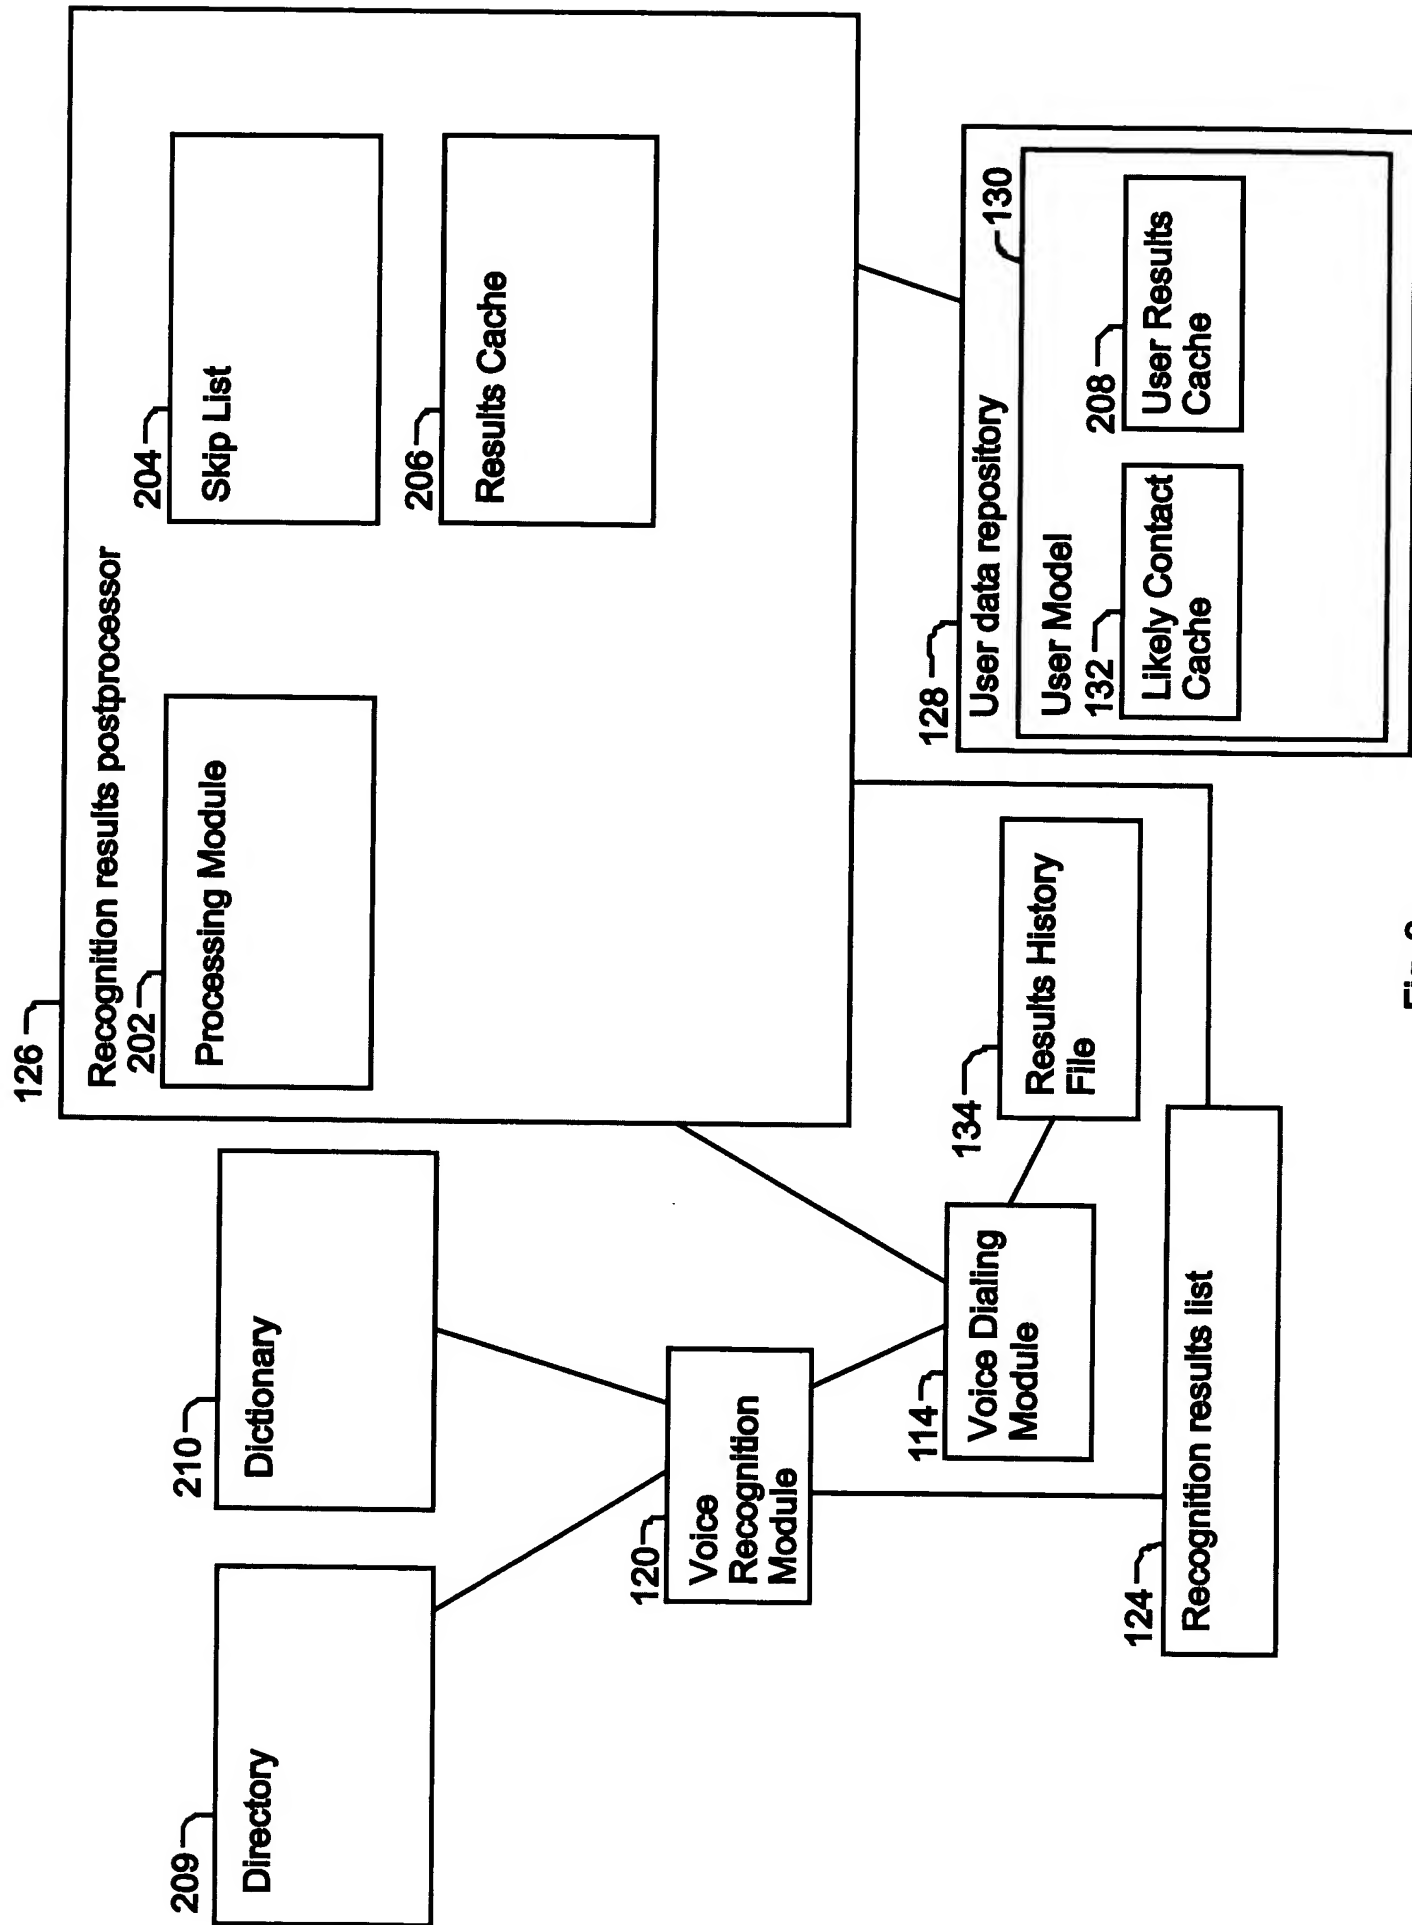 126
Recognition results postprocessor
202
Processing Module
204
Skip List
206
Results Cache
210
Dictionary
209
Directory
120
Voice
Recognition
Module
114
Voice Dialing
Module
134
Results History
File
124
Recognition results list
128
User data repository
130
User Model
132
Likely Contact
Cache
208
User Results
Cache